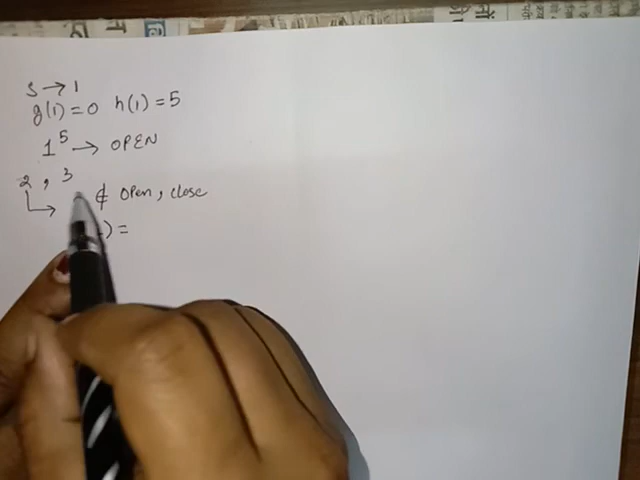 S → 1
g(1) = 0 h(1) = 5
1⁵ → OPEN
2 , 3
↳ ∉ Open , close
) =